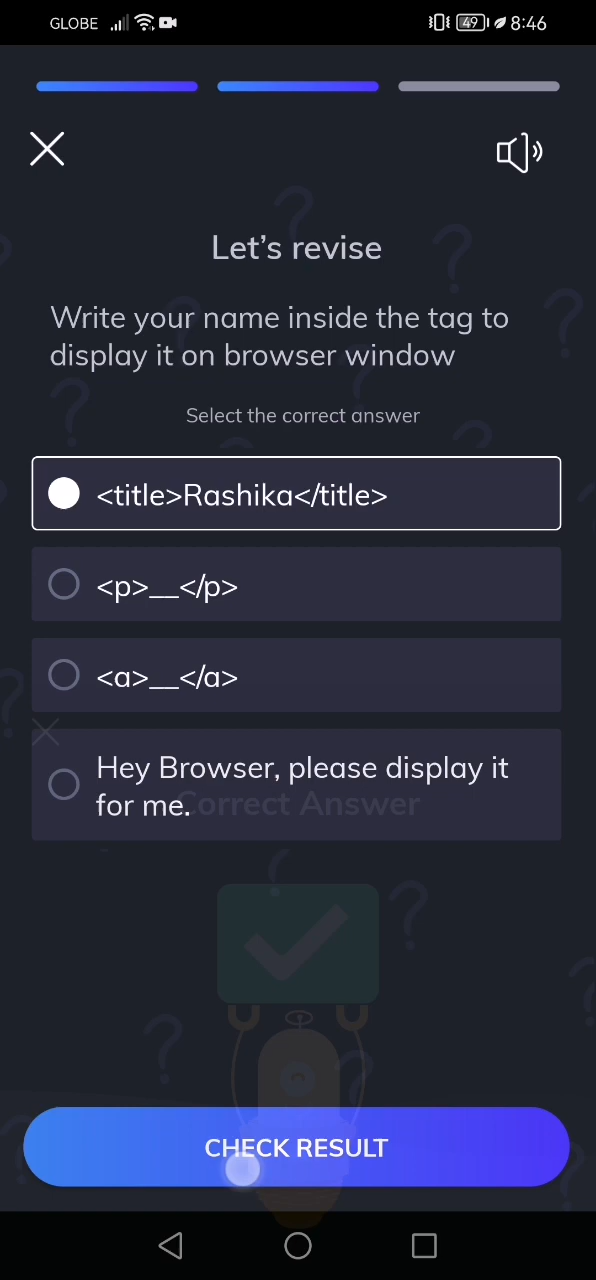 GLOBE 49 8:46
Let's revise
Write your name inside the tag to
display it on browser window
Select the correct answer
<title>Rashika</title>
<p>__</p>
<a>__</a>
Hey Browser, please display it
for me.
Correct Answer
CHECK RESULT